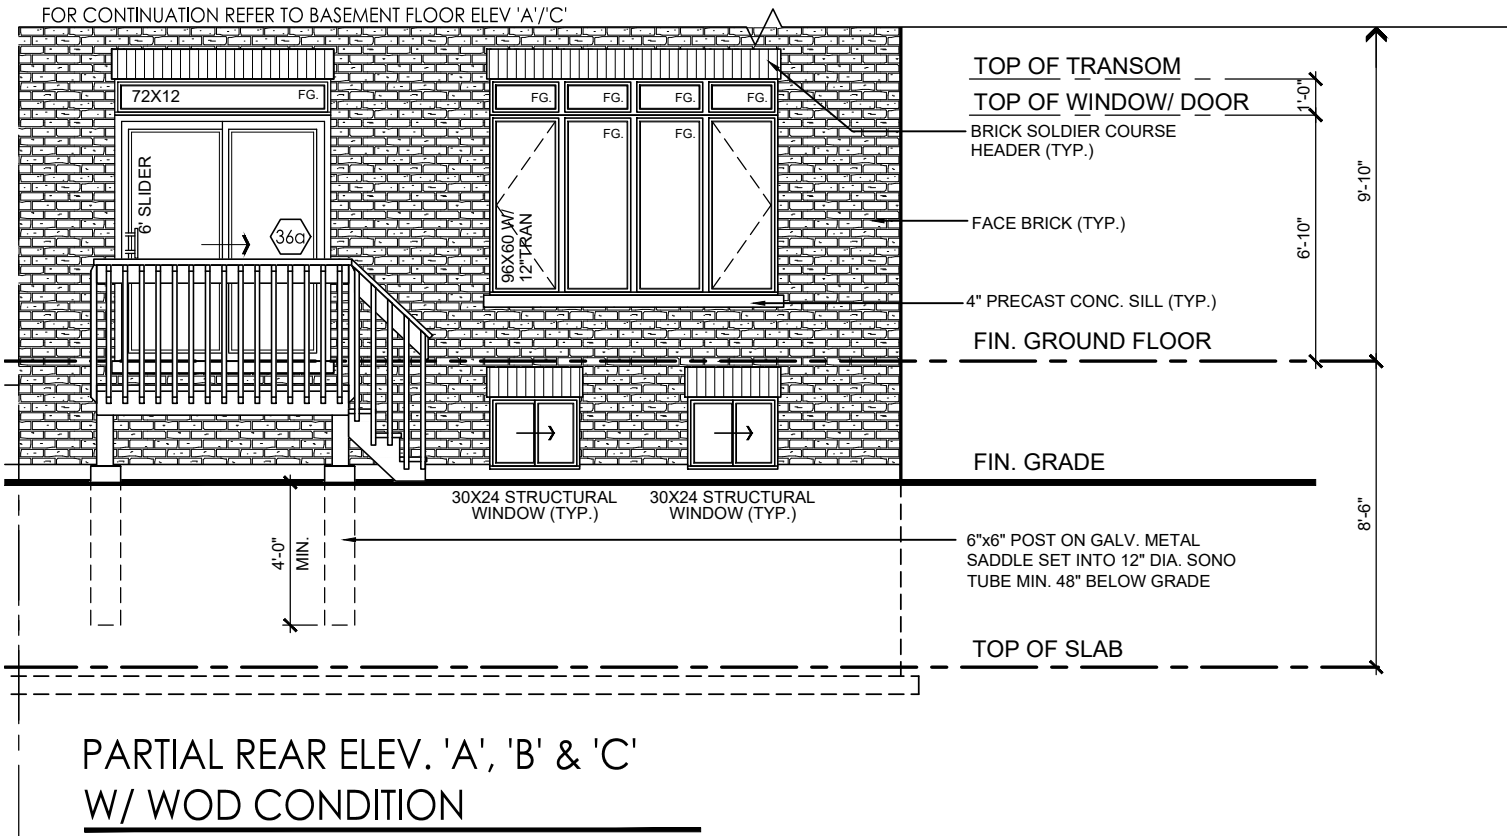 FOR CONTINUATION REFER TO BASEMENT FLOOR ELEV 'A'/'C'
72X12
FG.
FG.
FG.
FG.
FG.
FG.
FG.
6' SLIDER
36a
96X60 W/
12"TRAN
TOP OF TRANSOM
TOP OF WINDOW/ DOOR
1'-0"
BRICK SOLDIER COURSE
HEADER (TYP.)
9'-10"
FACE BRICK (TYP.)
6'-10"
4" PRECAST CONC. SILL (TYP.)
FIN. GROUND FLOOR
FIN. GRADE
30X24 STRUCTURAL
WINDOW (TYP.)
30X24 STRUCTURAL
WINDOW (TYP.)
8'-6"
4'-0"
MIN.
6"x6" POST ON GALV. METAL
SADDLE SET INTO 12" DIA. SONO
TUBE MIN. 48" BELOW GRADE
TOP OF SLAB
PARTIAL REAR ELEV. 'A', 'B' & 'C'
W/ WOD CONDITION